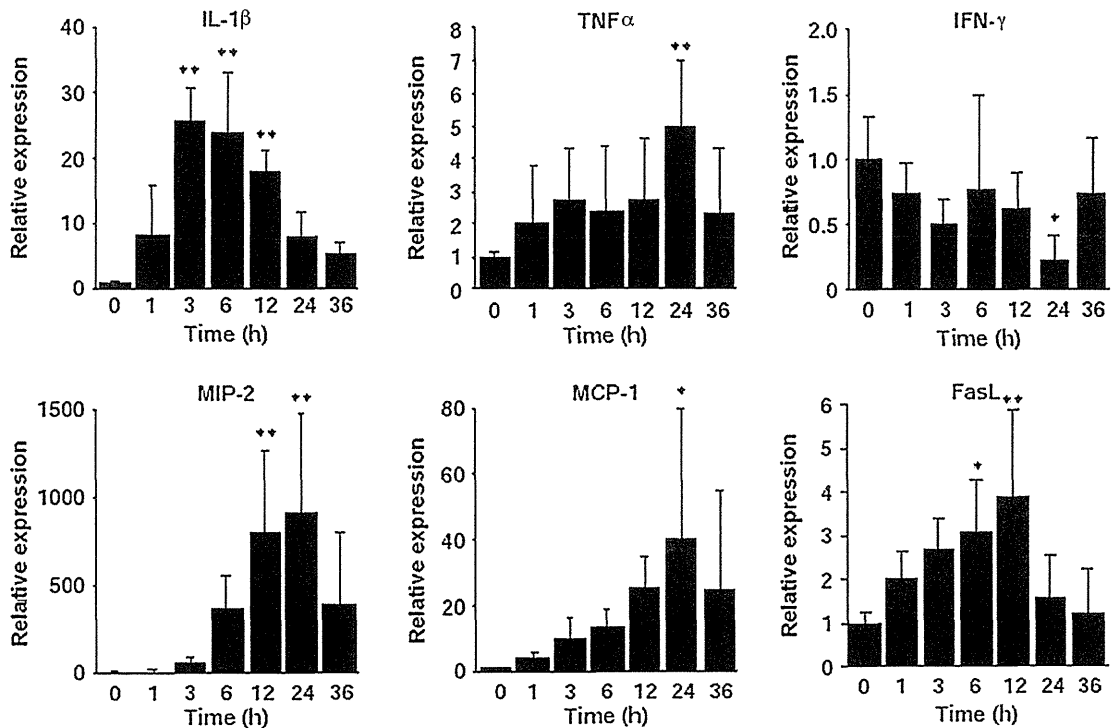 IL-1β
Relative expression
40
30
20
10
0
** ** **
0 1 3 6 12 24 36
Time (h)
TNFα
Relative expression
8
7
6
5
4
3
2
1
0
**
0 1 3 6 12 24 36
Time (h)
IFN-γ
Relative expression
2.0
1.5
1.0
0.5
0
*
0 1 3 6 12 24 36
Time (h)
MIP-2
Relative expression
1500
1000
500
0
** **
0 1 3 6 12 24 36
Time (h)
MCP-1
Relative expression
80
60
40
20
0
*
0 1 3 6 12 24 36
Time (h)
FasL
Relative expression
6
5
4
3
2
1
0
* **
0 1 3 6 12 24 36
Time (h)